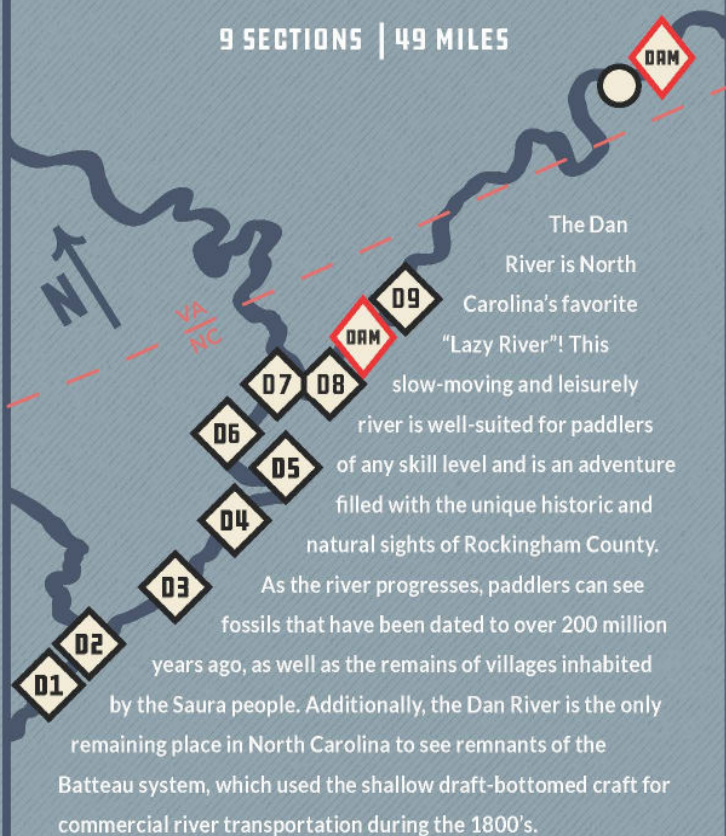 9 SECTIONS | 49 MILES
DAM
The Dan
River is North
Carolina's favorite
"Lazy River"! This
slow-moving and leisurely
river is well-suited for paddlers
of any skill level and is an adventure
filled with the unique historic and
natural sights of Rockingham County.
As the river progresses, paddlers can see
fossils that have been dated to over 200 million
years ago, as well as the remains of villages inhabited
by the Saura people. Additionally, the Dan River is the only
remaining place in North Carolina to see remnants of the
Batteau system, which used the shallow draft-bottomed craft for
commercial river transportation during the 1800's.
N
VA
NC
D9
DAM
D7
D8
D6
D5
D4
D3
D2
D1